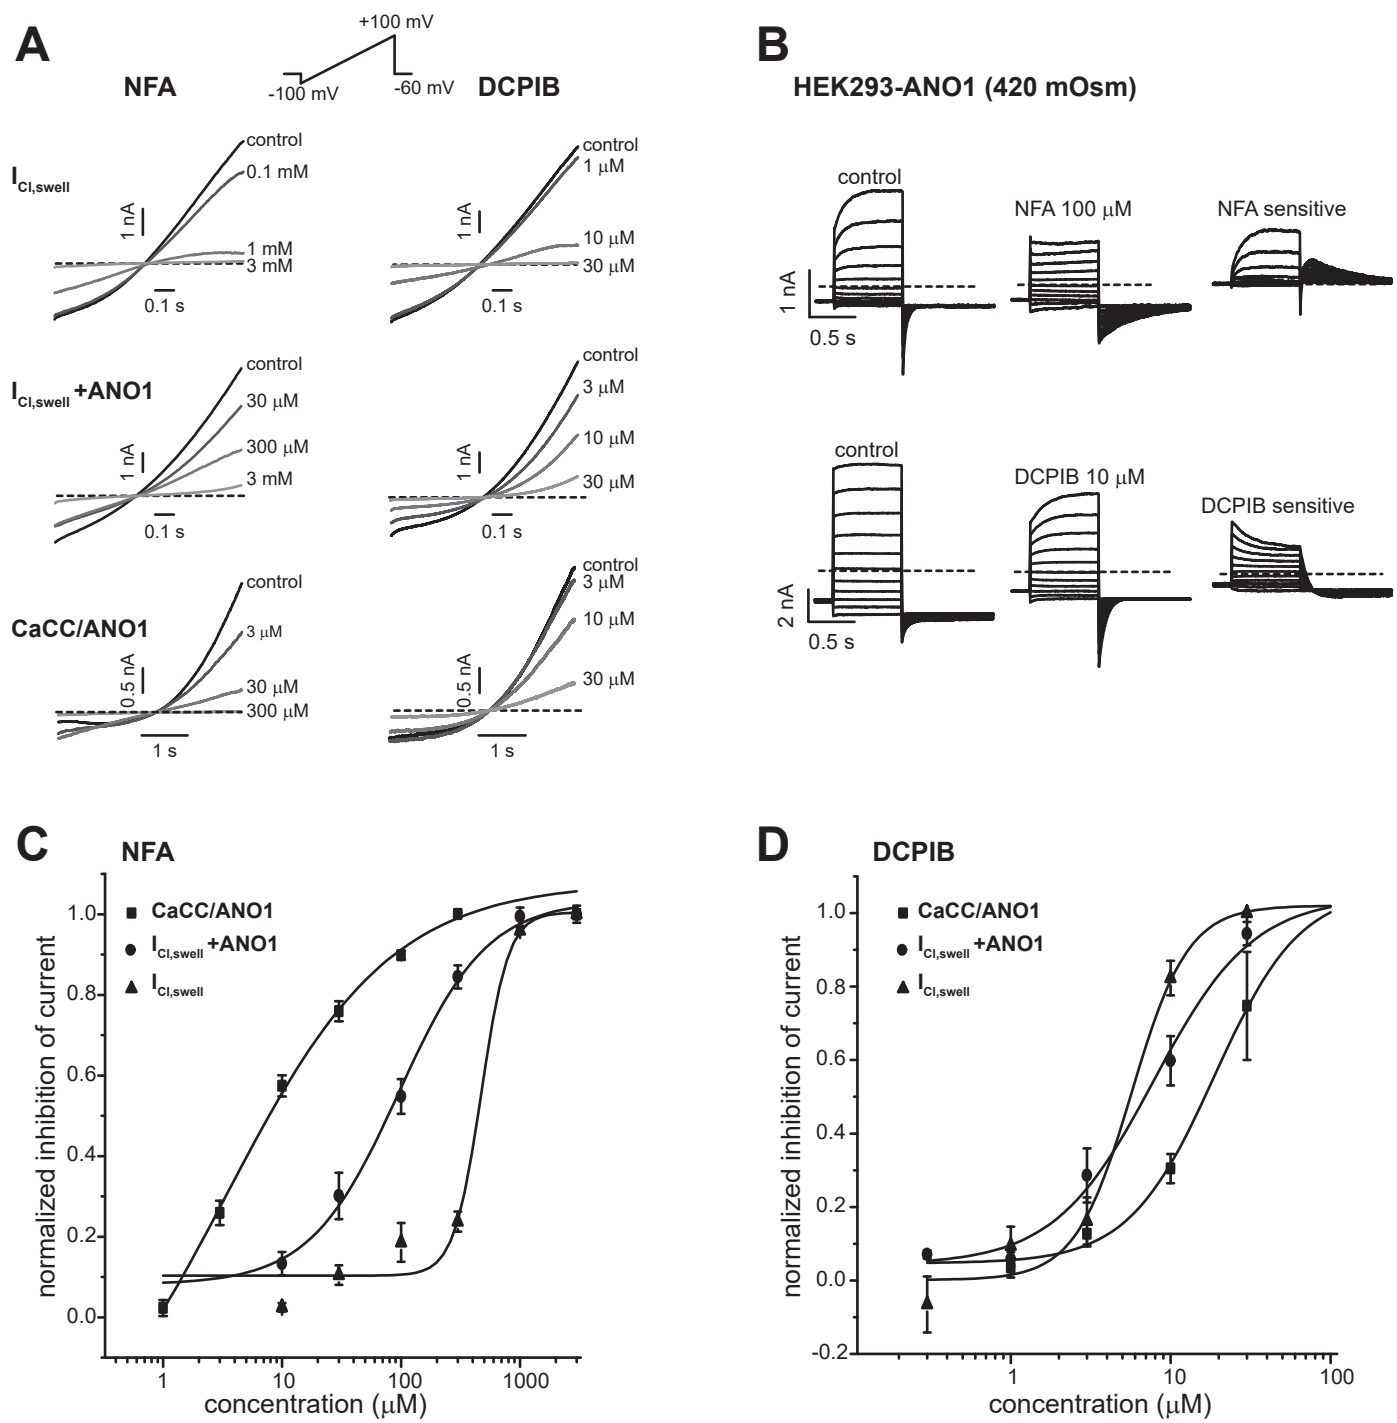 A
+100 mV
-100 mV
-60 mV
NFA
DCPIB
I Cl,swell
control
0.1 mM
1 mM
3 mM
1 nA
0.1 s
control
1 μM
10 μM
30 μM
1 nA
0.1 s
I Cl,swell +ANO1
control
30 μM
300 μM
3 mM
1 nA
0.1 s
control
3 μM
10 μM
30 μM
1 nA
0.1 s
CaCC/ANO1
control
3 μM
30 μM
300 μM
0.5 nA
1 s
control
3 μM
10 μM
30 μM
0.5 nA
1 s
B
HEK293-ANO1 (420 mOsm)
control
NFA 100 μM
NFA sensitive
1 nA
0.5 s
control
DCPIB 10 μM
DCPIB sensitive
2 nA
0.5 s
C
NFA
CaCC/ANO1
I Cl,swell +ANO1
I Cl,swell
normalized inhibition of current
1.0
0.8
0.6
0.4
0.2
0.0
1
10
100
1000
concentration (μM)
D
DCPIB
CaCC/ANO1
I Cl,swell +ANO1
I Cl,swell
normalized inhibition of current
1.0
0.8
0.6
0.4
0.2
0.0
-0.2
1
10
100
concentration (μM)